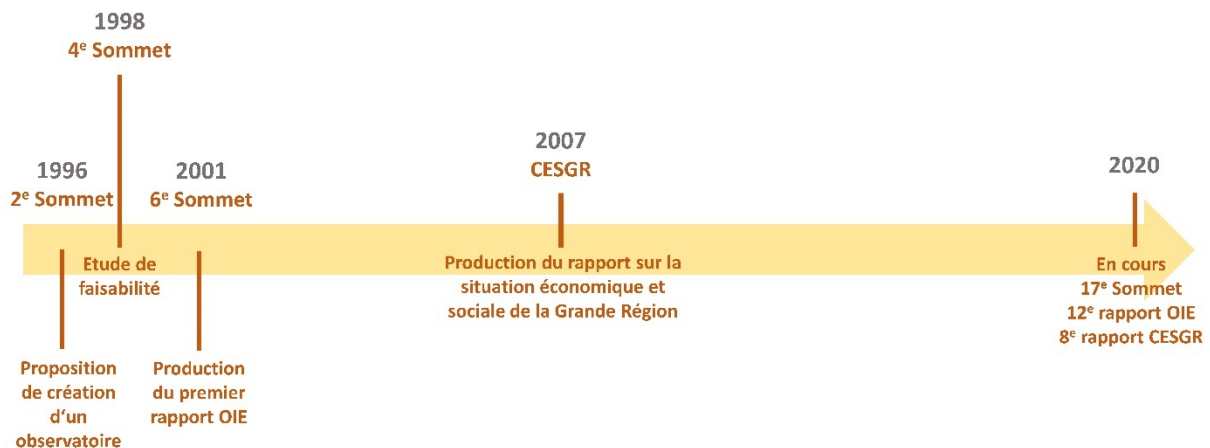 1996
2e Sommet
Proposition
de création
d‘un
observatoire
1998
4e Sommet
Etude de
faisabilité
2001
6e Sommet
Production
du premier
rapport OIE
2007
CESGR
Production du rapport sur la
situation économique et
sociale de la Grande Région
2020
En cours
17e Sommet
12e rapport OIE
8e rapport CESGR